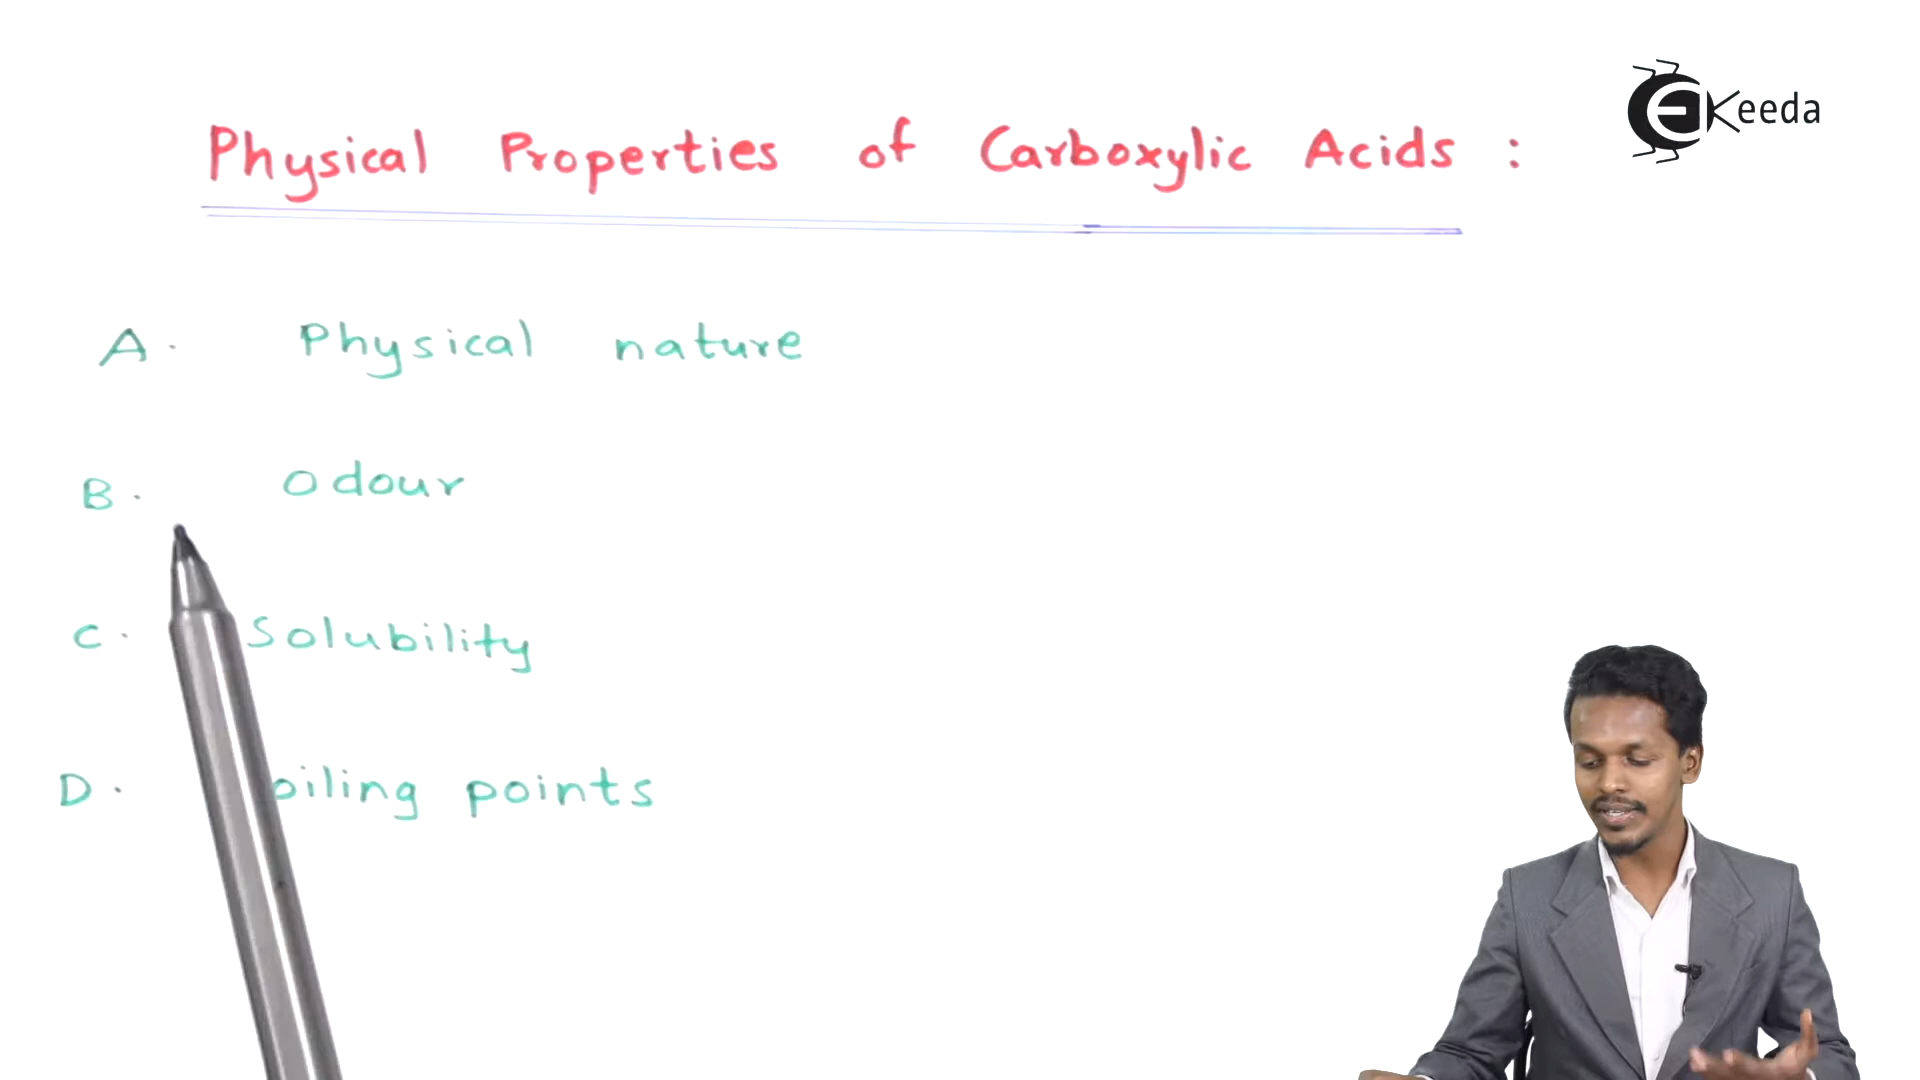 Physical Properties of Carboxylic Acids :
EKeeda
A. Physical nature
B. Odour
C. Solubility
D. oiling points